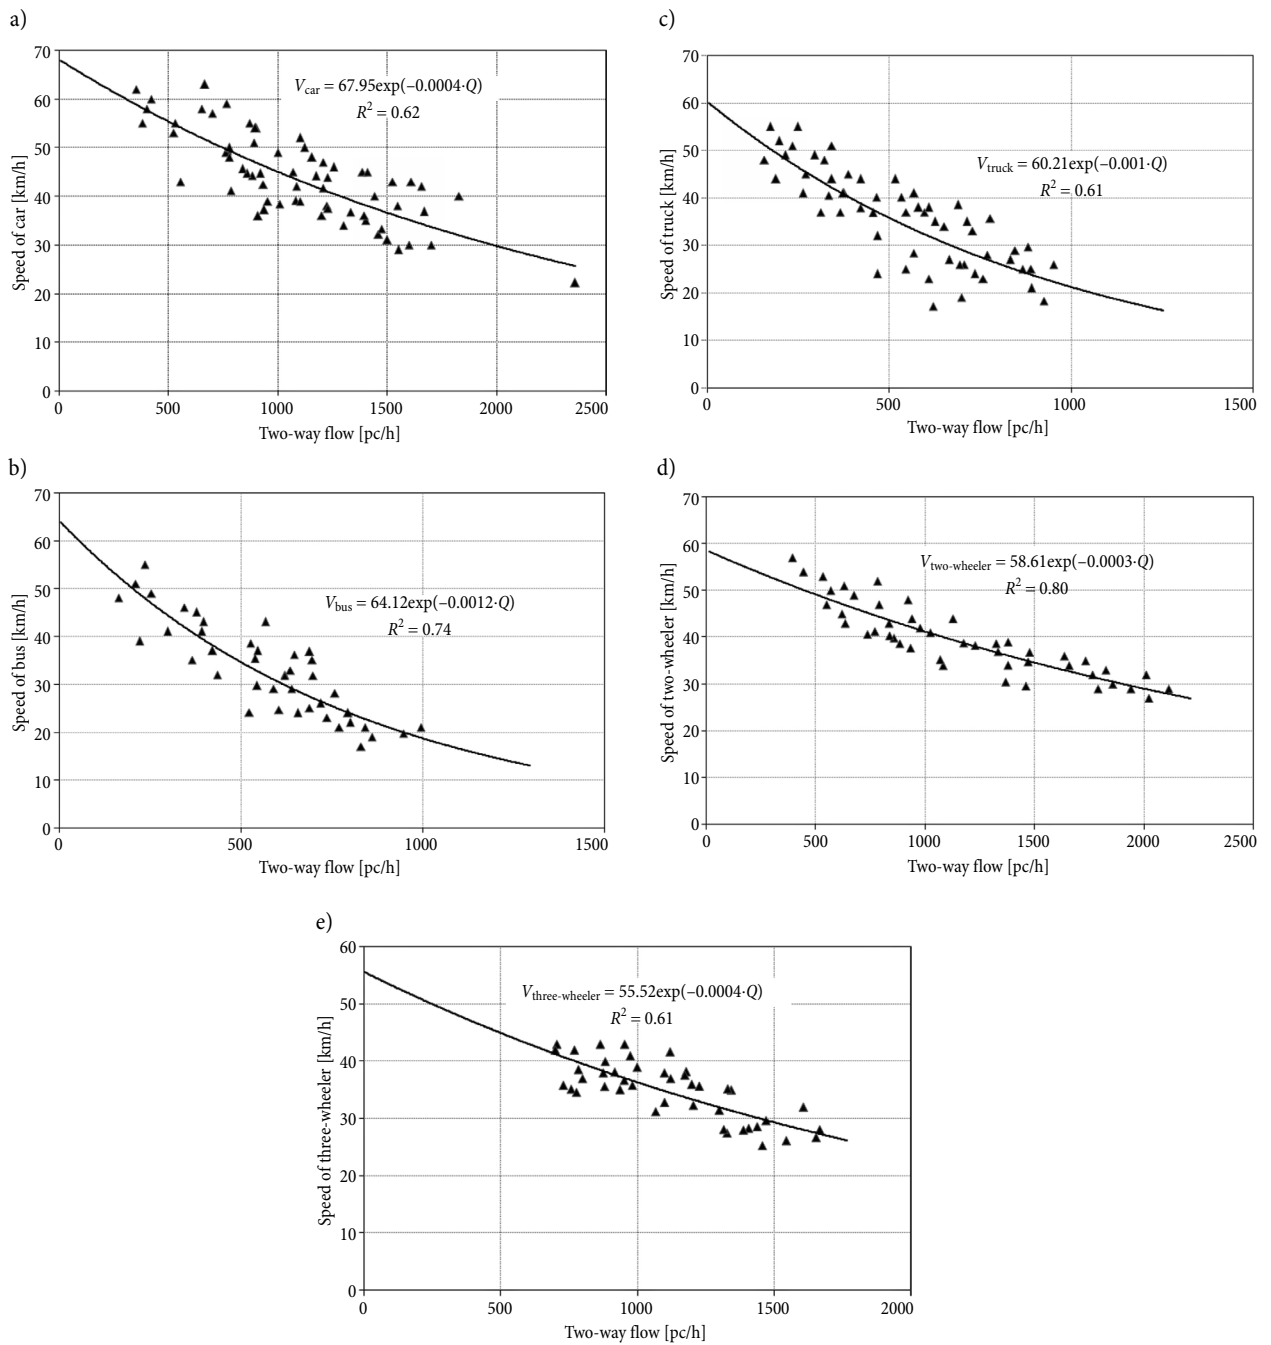 a)
Speed of car [km/h]
70
60
50
40
30
20
10
0
V_car = 67.95exp(−0.0004·Q)
R² = 0.62
0 500 1000 1500 2000 2500
Two-way flow [pc/h]
c)
Speed of truck [km/h]
70
60
50
40
30
20
10
0
V_truck = 60.21exp(−0.001·Q)
R² = 0.61
0 500 1000 1500
Two-way flow [pc/h]
b)
Speed of bus [km/h]
70
60
50
40
30
20
10
0
V_bus = 64.12exp(−0.0012·Q)
R² = 0.74
0 500 1000 1500
Two-way flow [pc/h]
d)
Speed of two-wheeler [km/h]
70
60
50
40
30
20
10
0
V_two-wheeler = 58.61exp(−0.0003·Q)
R² = 0.80
0 500 1000 1500 2000 2500
Two-way flow [pc/h]
e)
Speed of three-wheeler [km/h]
60
50
40
30
20
10
0
V_three-wheeler = 55.52exp(−0.0004·Q)
R² = 0.61
0 500 1000 1500 2000
Two-way flow [pc/h]